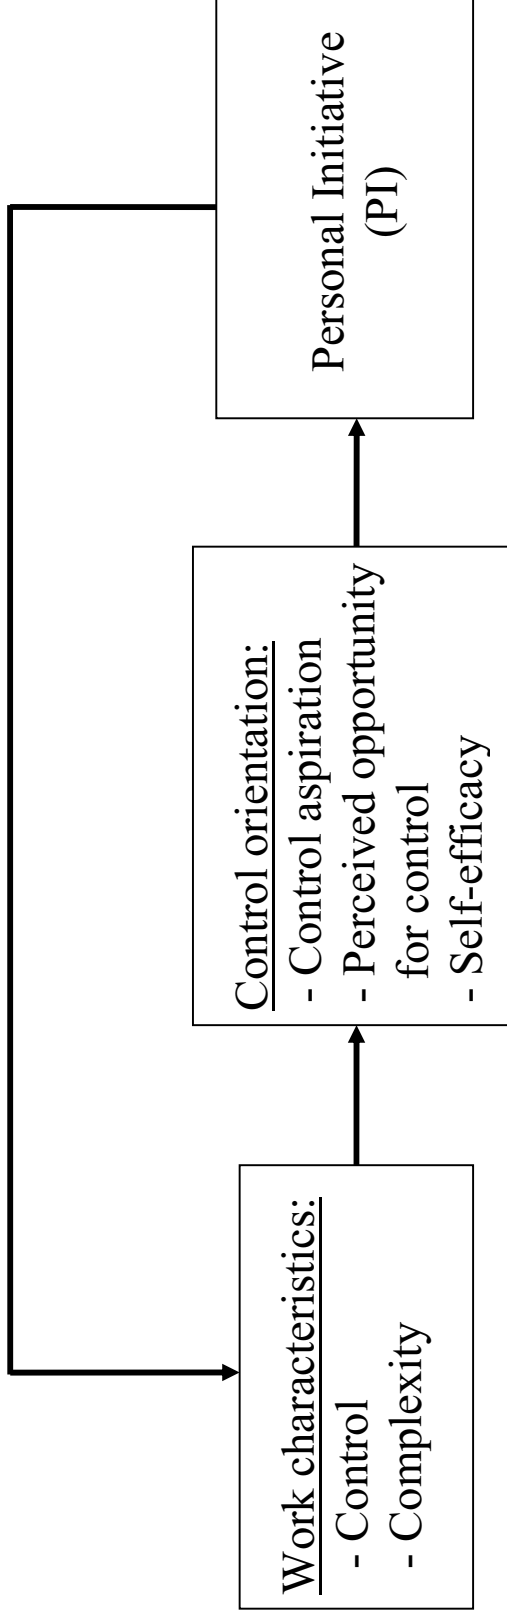 Work characteristics:
- Control
- Complexity
Control orientation:
- Control aspiration
- Perceived opportunity
for control
- Self-efficacy
Personal Initiative
(PI)